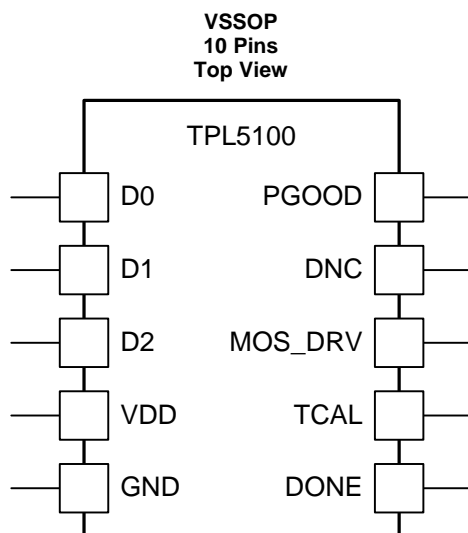 VSSOP
10 Pins
Top View
TPL5100
D0 PGOOD
D1 DNC
D2 MOS_DRV
VDD TCAL
GND DONE